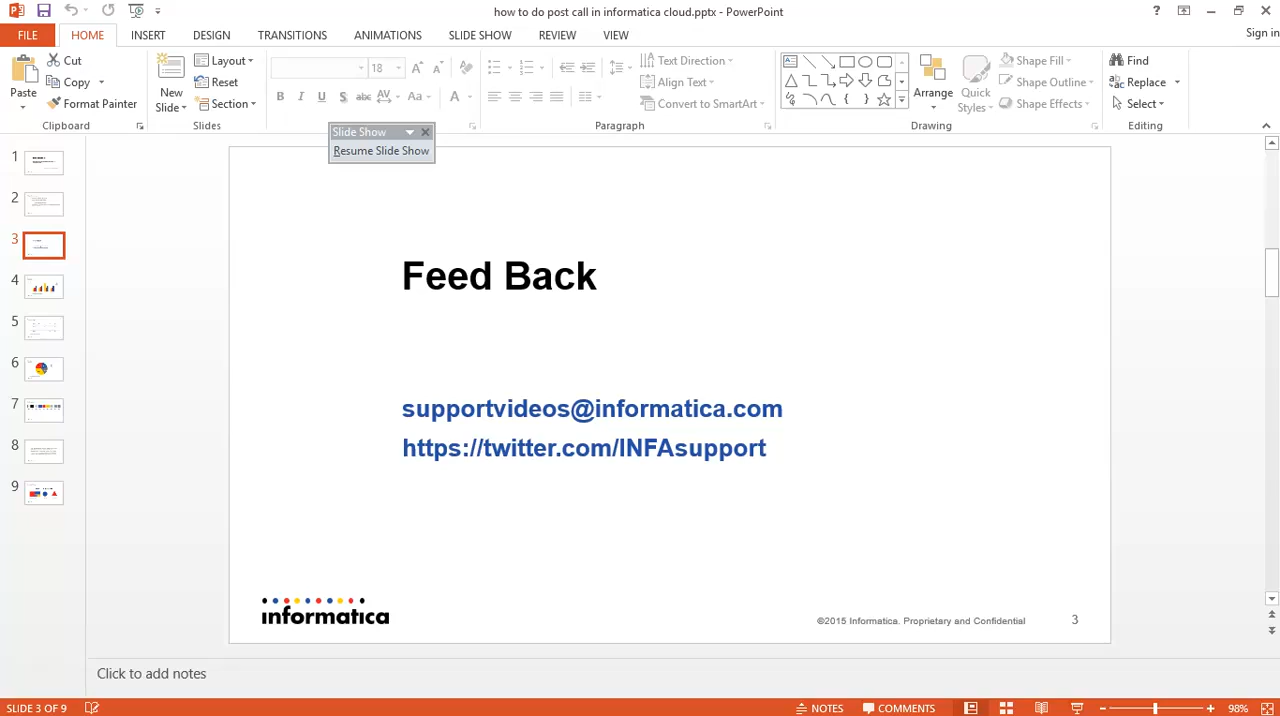 how to do post call in informatica cloud.pptx - PowerPoint
?
Sign in
FILE HOME INSERT DESIGN TRANSITIONS ANIMATIONS SLIDE SHOW REVIEW VIEW
Paste
Cut
Copy
Format Painter
Clipboard
New
Slide
Layout
Reset
Section
Slides
18
B I U S abc AV Aa A
Text Direction
Align Text
Convert to SmartArt
Paragraph
Arrange
Quick
Styles
Shape Fill
Shape Outline
Shape Effects
Drawing
Find
Replace
Select
Editing
Slide Show
Resume Slide Show
1
2
3
4
5
6
7
8
9
Feed Back
supportvideos@informatica.com
https://twitter.com/INFAsupport
informatica
©2015 Informatica. Proprietary and Confidential
3
Click to add notes
SLIDE 3 OF 9
NOTES
COMMENTS
98%